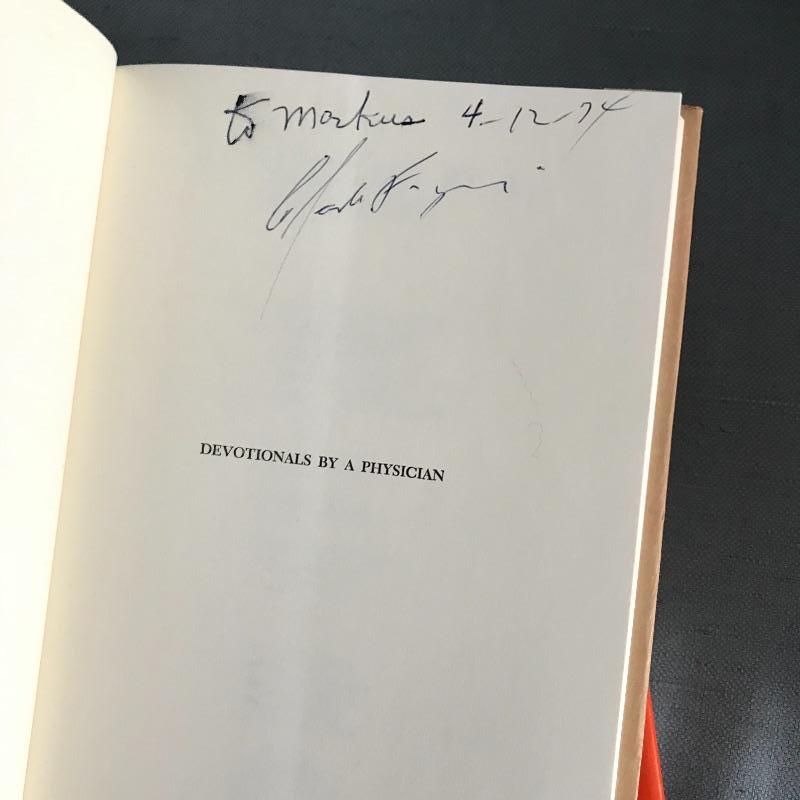 to Markus 4-12-74
DEVOTIONALS BY A PHYSICIAN